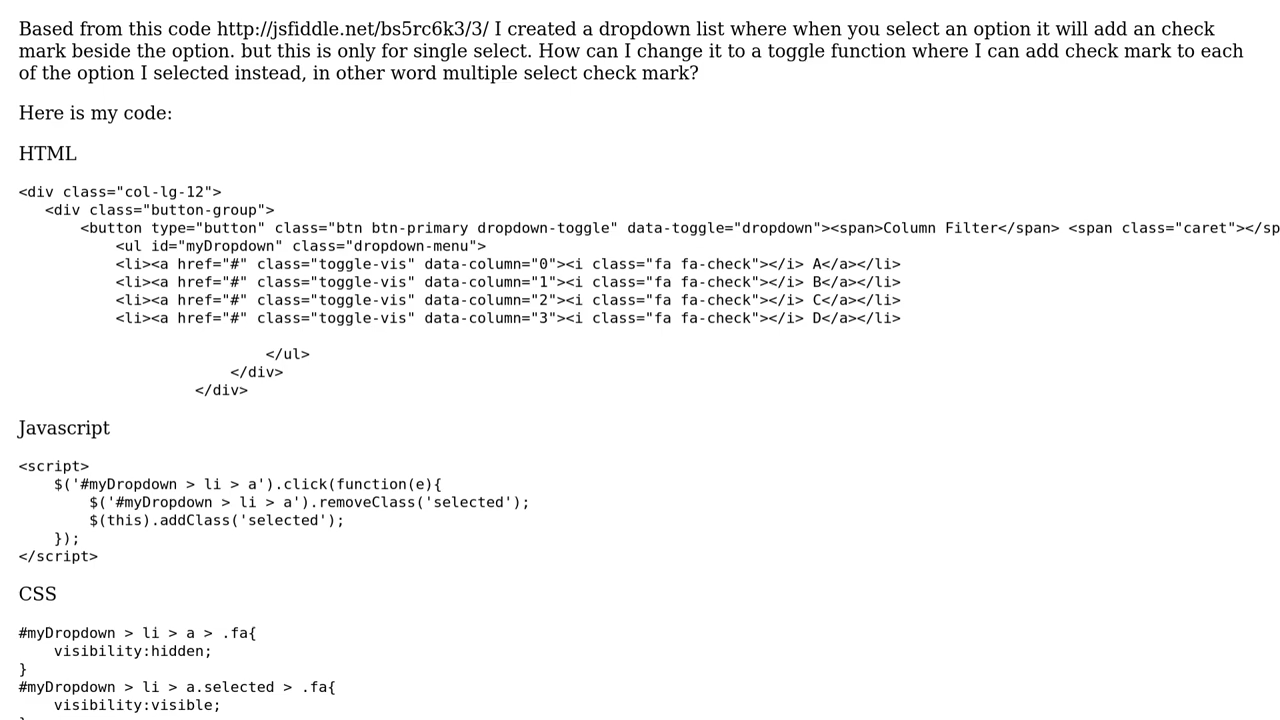 Based from this code http://jsfiddle.net/bs5rc6k3/3/ I created a dropdown list where when you select an option it will add an check
mark beside the option. but this is only for single select. How can I change it to a toggle function where I can add check mark to each
of the option I selected instead, in other word multiple select check mark?
Here is my code:
HTML
<div class="col-lg-12">
   <div class="button-group">
       <button type="button" class="btn btn-primary dropdown-toggle" data-toggle="dropdown"><span>Column Filter</span> <span class="caret"></sp
           <ul id="myDropdown" class="dropdown-menu">
           <li><a href="#" class="toggle-vis" data-column="0"><i class="fa fa-check"></i> A</a></li>
           <li><a href="#" class="toggle-vis" data-column="1"><i class="fa fa-check"></i> B</a></li>
           <li><a href="#" class="toggle-vis" data-column="2"><i class="fa fa-check"></i> C</a></li>
           <li><a href="#" class="toggle-vis" data-column="3"><i class="fa fa-check"></i> D</a></li>
                            </ul>
                        </div>
                    </div>
Javascript
<script>
    $('#myDropdown > li > a').click(function(e){
        $('#myDropdown > li > a').removeClass('selected');
        $(this).addClass('selected');
    });
</script>
CSS
#myDropdown > li > a > .fa{
    visibility:hidden;
}
#myDropdown > li > a.selected > .fa{
    visibility:visible;